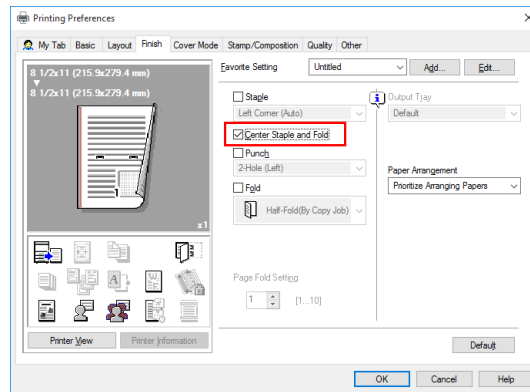 Printing Preferences
My Tab Basic Layout Finish Cover Mode Stamp/Composition Quality Other
8 1/2x11 (215.9x279.4 mm)
8 1/2x11 (215.9x279.4 mm)
1
x1
Printer View Printer Information
Favorite Setting Untitled Add... Edit...
Staple
Left Corner (Auto)
Center Staple and Fold
Punch
2-Hole (Left)
Fold
Half-Fold(By Copy Job)
Page Fold Setting
1 [1...10]
Output Tray
Default
Paper Arrangement
Prioritize Arranging Papers
Default
OK Cancel Help